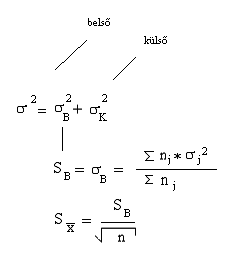 belső
külső
σ² = σ_B² + σ_K²
S_B = σ_B = Σ n_j * σ_j² / Σ n_j
S_x̄ = S_B / √n